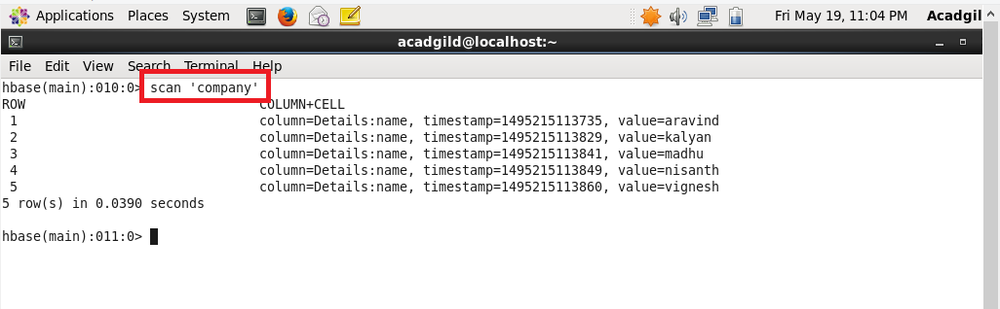 Applications Places System Fri May 19, 11:04 PM Acadgil
acadgild@localhost:~
File Edit View Search Terminal Help
hbase(main):010:0> scan 'company'
ROW COLUMN+CELL
1 column=Details:name, timestamp=1495215113735, value=aravind
2 column=Details:name, timestamp=1495215113829, value=kalyan
3 column=Details:name, timestamp=1495215113841, value=madhu
4 column=Details:name, timestamp=1495215113849, value=nisanth
5 column=Details:name, timestamp=1495215113860, value=vignesh
5 row(s) in 0.0390 seconds
hbase(main):011:0>